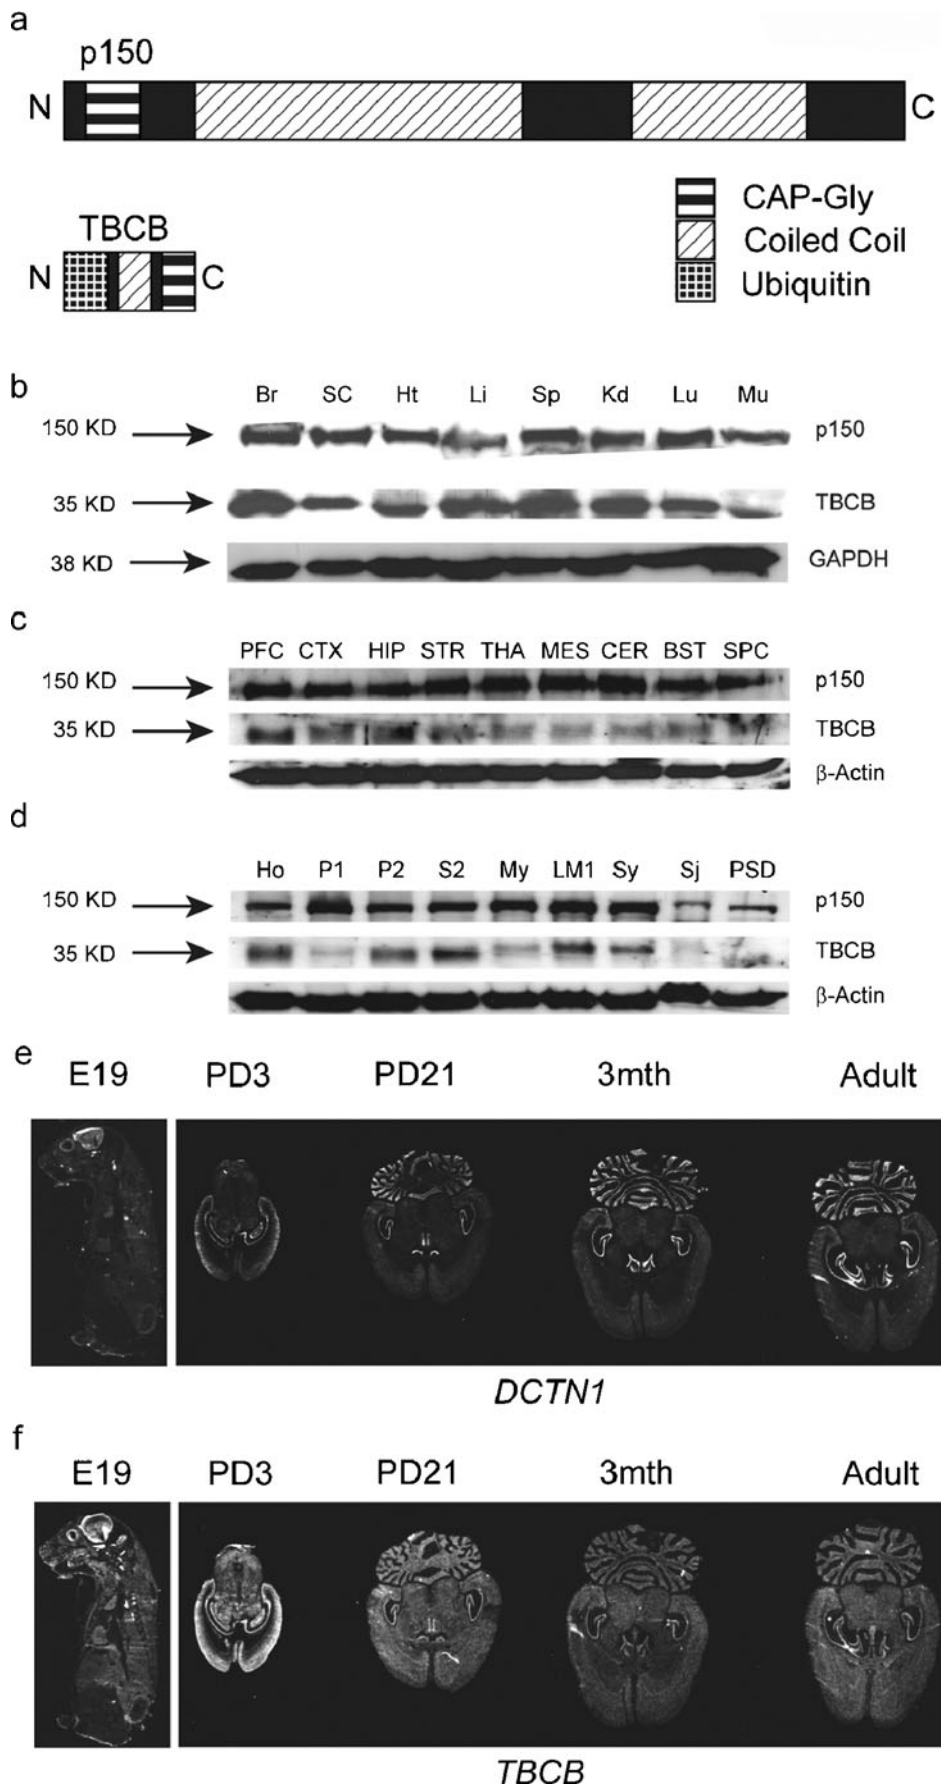 a
p150
N C
TBCB
N C
CAP-Gly
Coiled Coil
Ubiquitin
b
Br SC Ht Li Sp Kd Lu Mu
150 KD p150
35 KD TBCB
38 KD GAPDH
c
PFC CTX HIP STR THA MES CER BST SPC
150 KD p150
35 KD TBCB
β-Actin
d
Ho P1 P2 S2 My LM1 Sy Sj PSD
150 KD p150
35 KD TBCB
β-Actin
e
E19 PD3 PD21 3mth Adult
DCTN1
f
E19 PD3 PD21 3mth Adult
TBCB